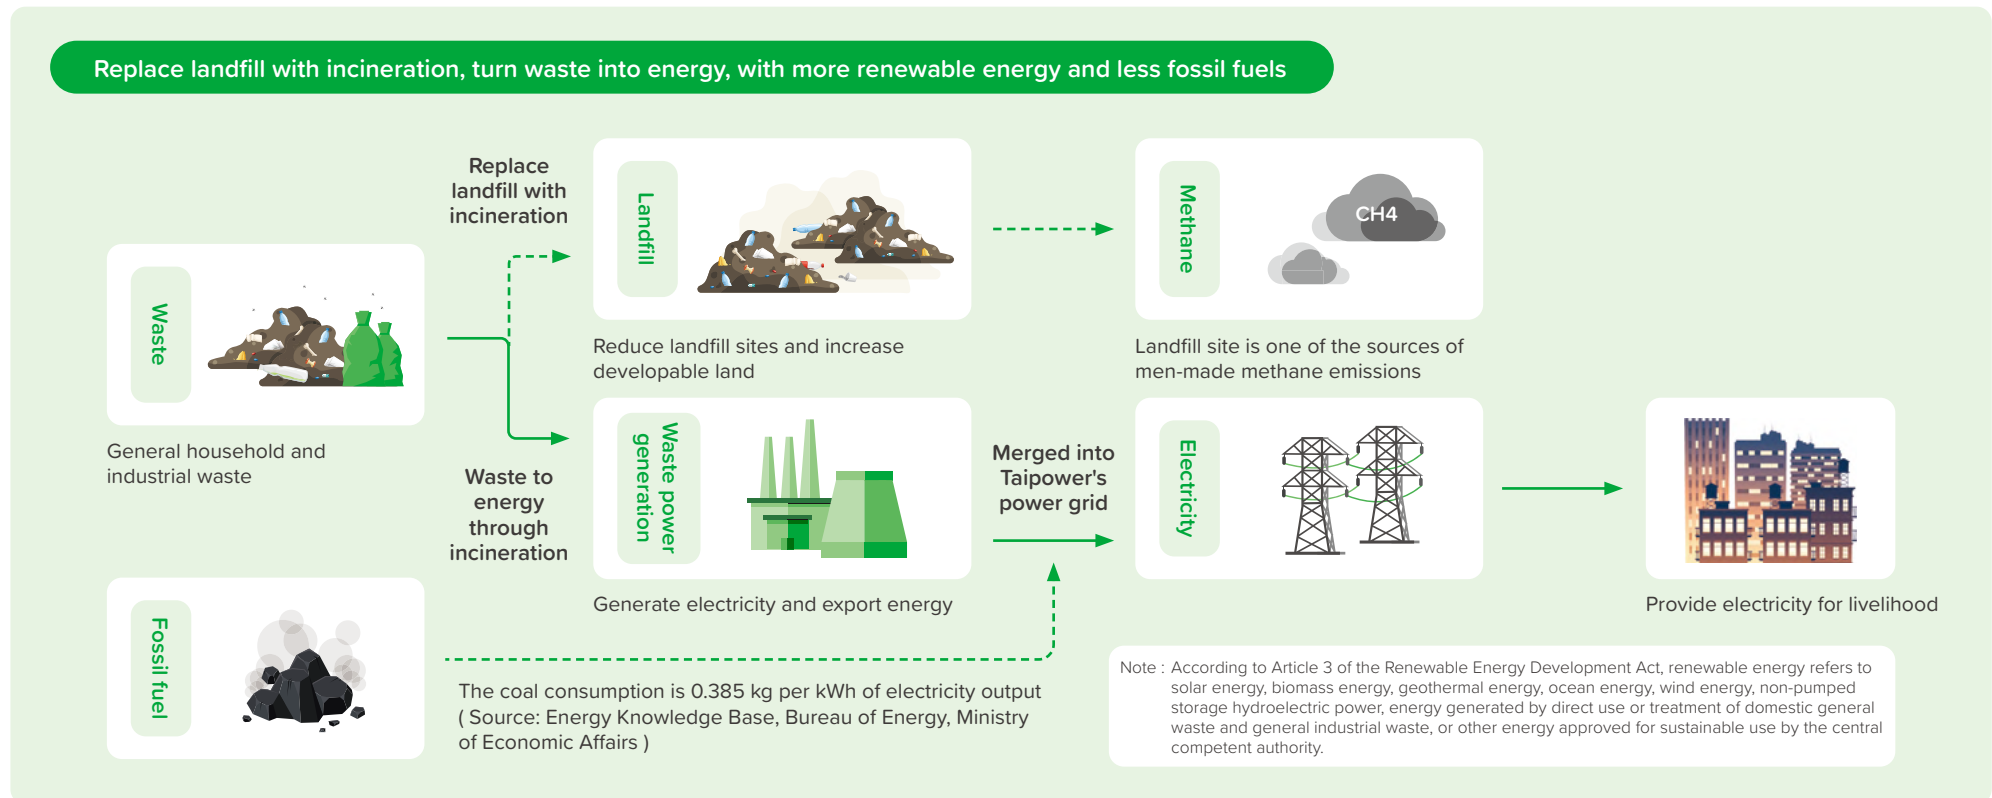 Replace landfill with incineration, turn waste into energy, with more renewable energy and less fossil fuels
Waste
General household and
industrial waste
Replace
landfill with
incineration
Landfill
Reduce landfill sites and increase
developable land
Methane
CH4
Landfill site is one of the sources of
men-made methane emissions
Waste to
energy
through
incineration
Waste power
generation
Generate electricity and export energy
Merged into
Taipower's
power grid
Electricity
Provide electricity for livelihood
Fossil fuel
The coal consumption is 0.385 kg per kWh of electricity output
( Source: Energy Knowledge Base, Bureau of Energy, Ministry
of Economic Affairs )
Note : According to Article 3 of the Renewable Energy Development Act, renewable energy refers to
solar energy, biomass energy, geothermal energy, ocean energy, wind energy, non-pumped
storage hydroelectric power, energy generated by direct use or treatment of domestic general
waste and general industrial waste, or other energy approved for sustainable use by the central
competent authority.